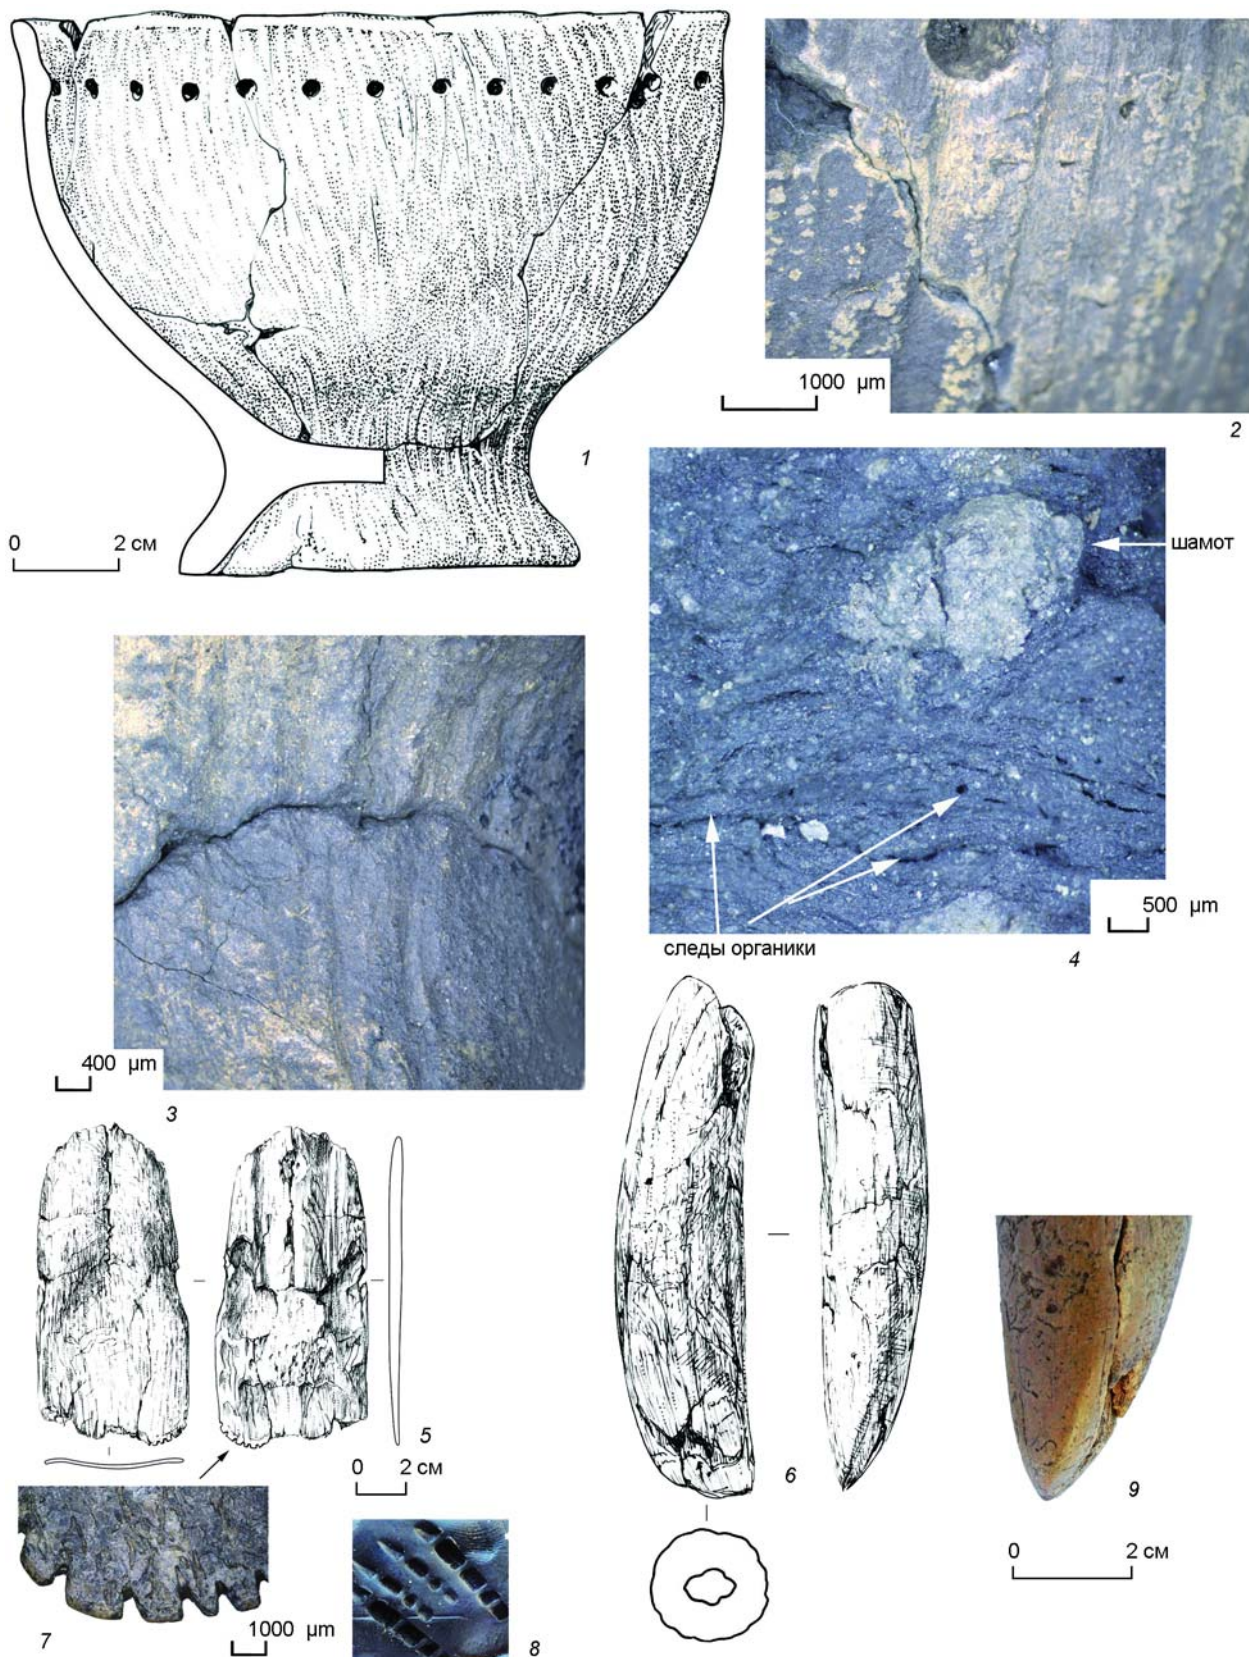 1
0 2 см
1000 µm
2
шамот
следы органики
500 µm
4
400 µm
3
5
0 2 см
6
7
1000 µm
8
9
0 2 см